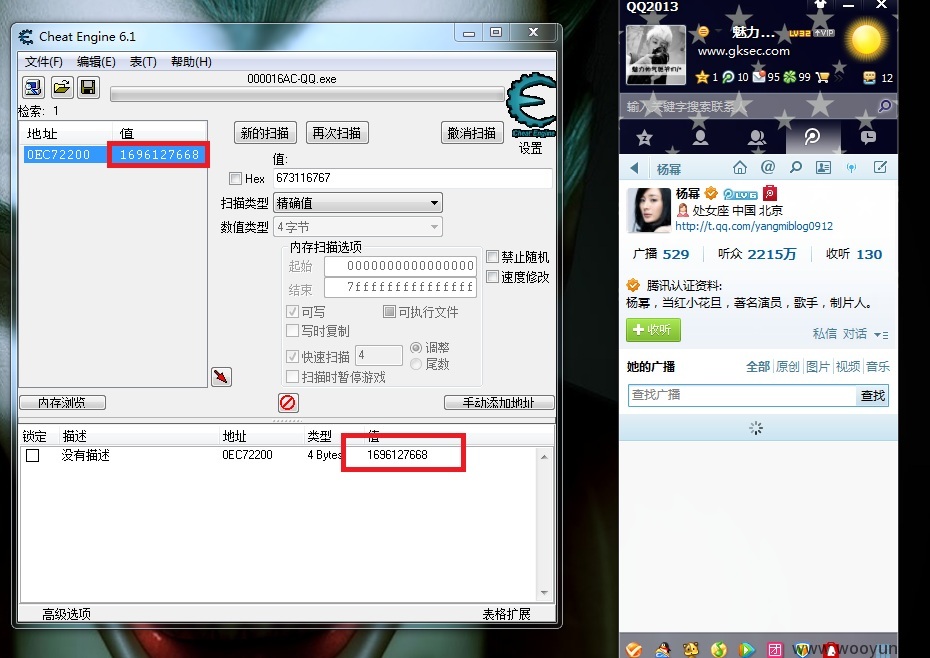 Cheat Engine 6.1
文件(F) 编辑(E) 表(T) 帮助(H)
000016AC-QQ.exe
检索: 1
地址 值
0EC72200 1696127668
新的扫描 再次扫描 撤消扫描
Cheat Engine
设置
值:
Hex 673116767
扫描类型 精确值
数值类型 4 字节
内存扫描选项
起始 0000000000000000
结束 7fffffffffffffff
可写 可执行文件
写时复制
快速扫描 4 调整
尾数
扫描时暂停游戏
禁止随机
速度修改
内存浏览 手动添加地址
锁定 描述 地址 类型 值
没有描述 0EC72200 4 Bytes 1696127668
高级选项 表格扩展
QQ2013
魅力... LV32 VIP
www.gksec.com
1 10 95 99 12
输入关键字搜索联系
杨幂
杨幂 LV6
处女座 中国 北京
http://t.qq.com/yangmiblog0912
广播 529 听众 2215万 收听 130
腾讯认证资料:
杨幂，当红小花旦，著名演员，歌手，制片人。
收听 私信 对话
她的广播 全部 原创 图片 视频 音乐
查找广播 查找
团
www.wooyun